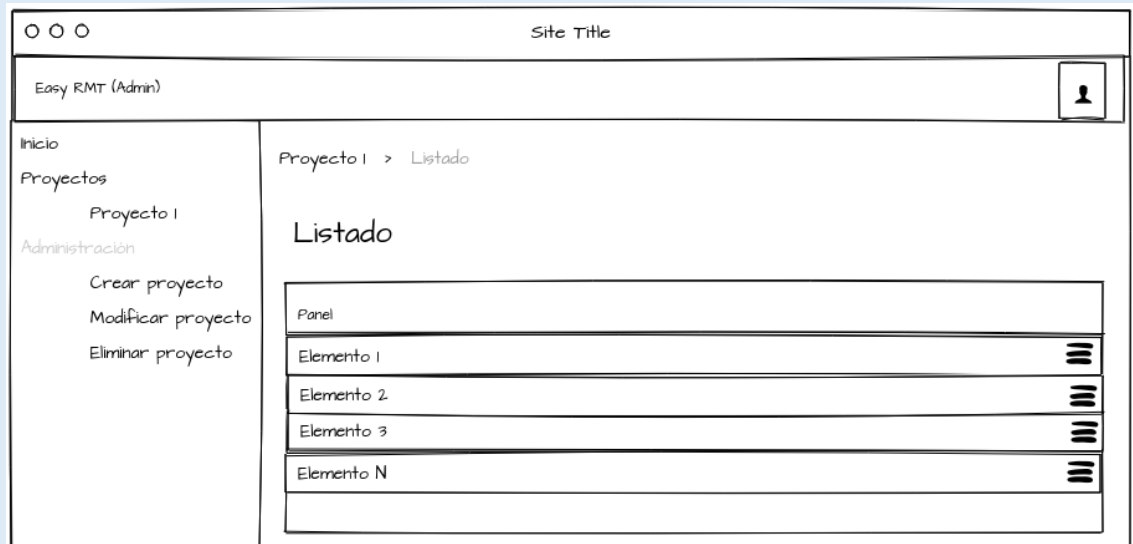 Site Title
Easy RMT (Admin)
Inicio
Proyectos
Proyecto 1
Administración
Crear proyecto
Modificar proyecto
Eliminar proyecto
Proyecto 1 > Listado
Listado
Panel
Elemento 1
Elemento 2
Elemento 3
Elemento N